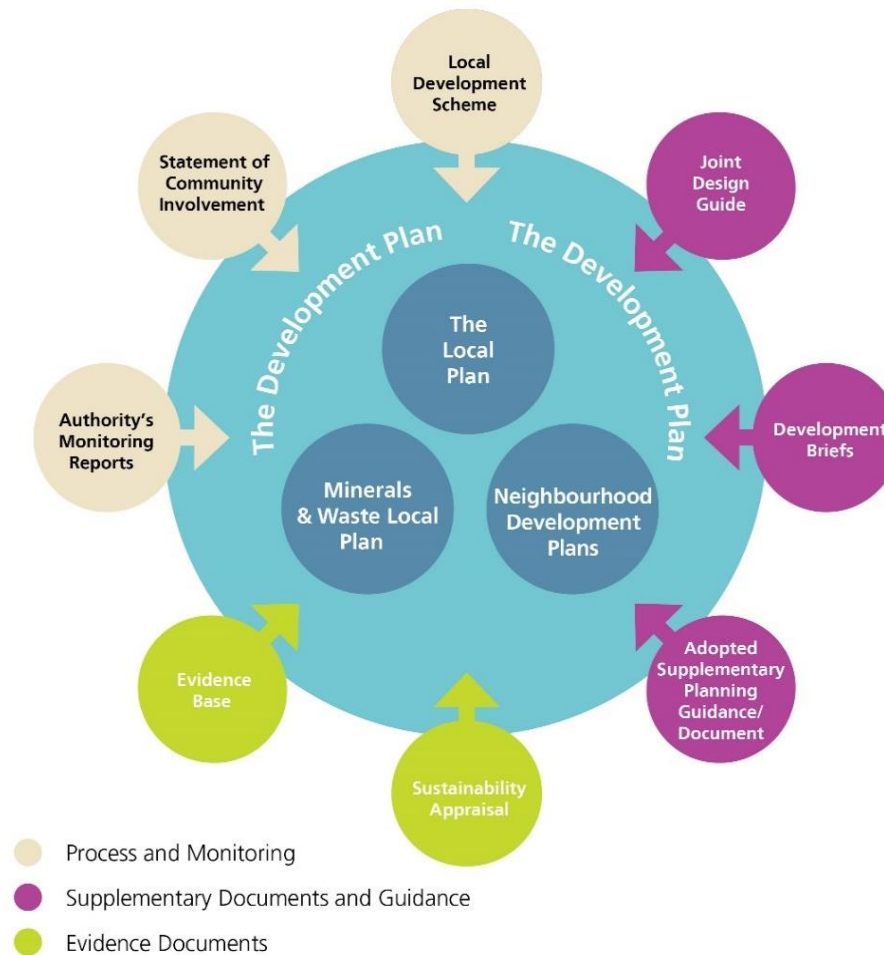 Local
Development
Scheme
Statement of
Community
Involvement
Joint
Design
Guide
The Development Plan
The Development Plan
The
Local
Plan
Authority's
Monitoring
Reports
Development
Briefs
Minerals
& Waste Local
Plan
Neighbourhood
Development
Plans
Evidence
Base
Adopted
Supplementary
Planning
Guidance/
Document
Sustainability
Appraisal
Process and Monitoring
Supplementary Documents and Guidance
Evidence Documents